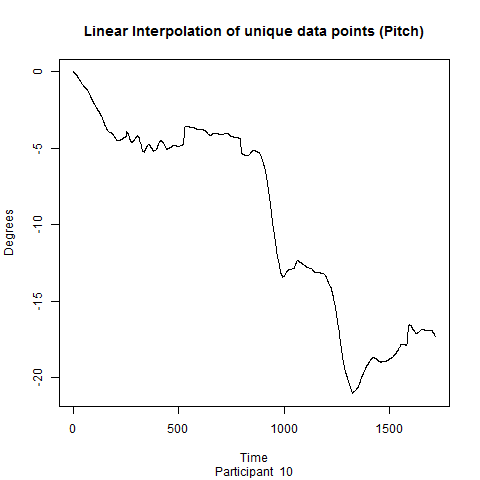 Linear Interpolation of unique data points (Pitch)
0
-5
-10
-15
-20
Degrees
0 500 1000 1500
Time
Participant 10